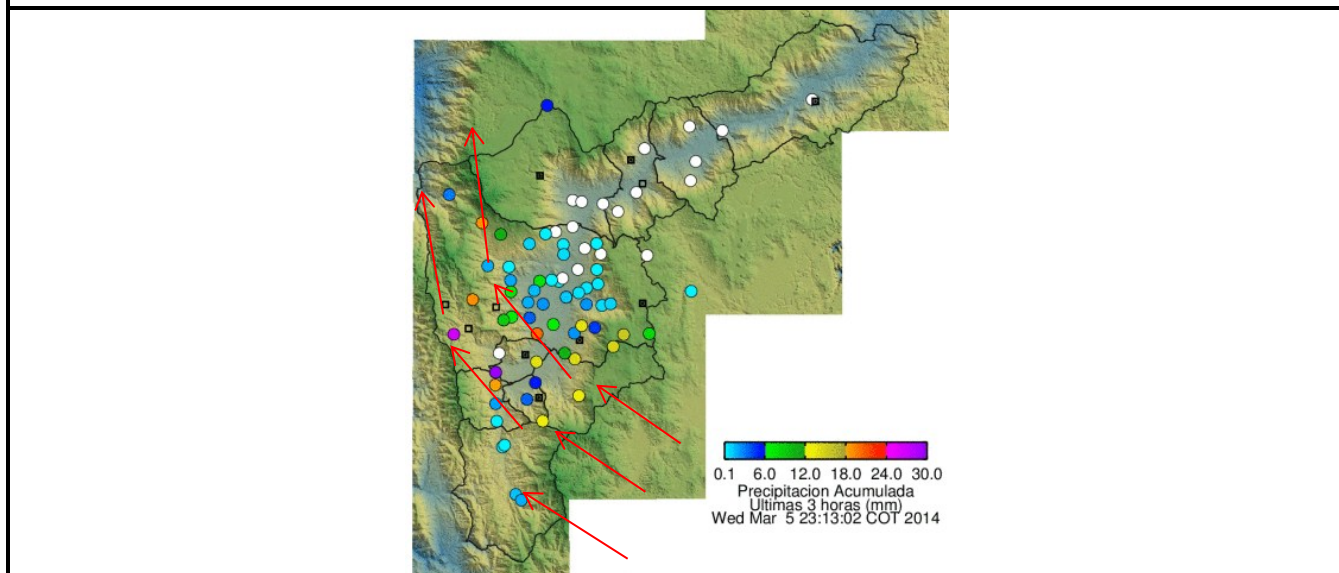 0.1 6.0 12.0 18.0 24.0 30.0
Precipitacion Acumulada
Ultimas 3 horas (mm)
Wed Mar 5 23:13:02 COT 2014